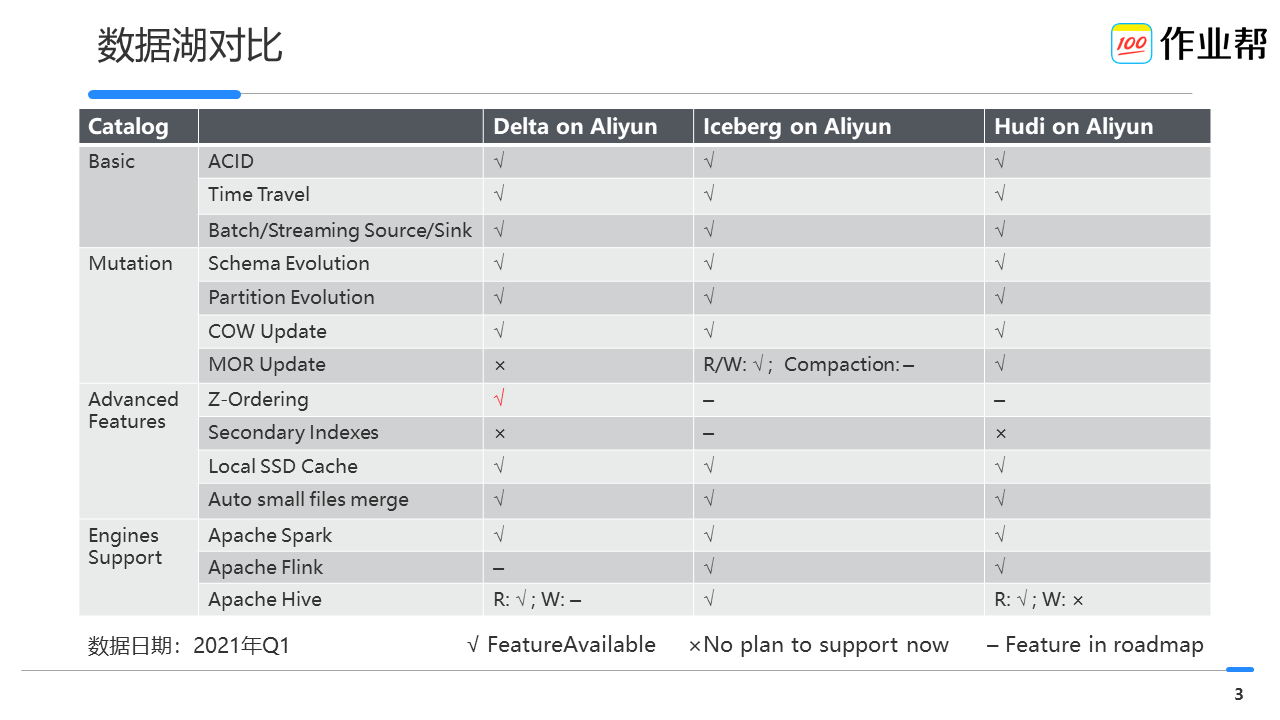 数据湖对比
100 作业帮
Catalog Delta on Aliyun Iceberg on Aliyun Hudi on Aliyun
Basic ACID √ √ √
Time Travel √ √ √
Batch/Streaming Source/Sink √ √ √
Mutation Schema Evolution √ √ √
Partition Evolution √ √ √
COW Update √ √ √
MOR Update × R/W: √ ; Compaction: – √
Advanced Features Z-Ordering √ – –
Secondary Indexes × – ×
Local SSD Cache √ √ √
Auto small files merge √ √ √
Engines Support Apache Spark √ √ √
Apache Flink – √ √
Apache Hive R: √ ; W: – √ R: √ ; W: ×
数据日期：2021年Q1 √ FeatureAvailable ×No plan to support now – Feature in roadmap
3